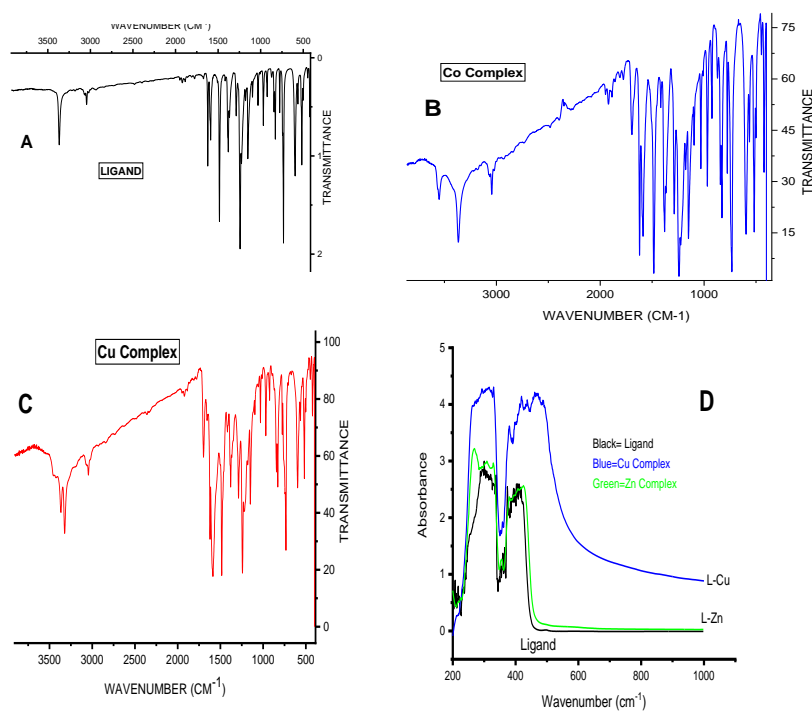 WAVENUMBER (CM⁻¹)
3500 3000 2500 2000 1500 1000 500
0
1
2
TRANSMITTANCE
A
LIGAND
Co Complex
B
75
60
45
30
15
TRANSMITTANCE
3000 2000 1000
WAVENUMBER (CM-1)
Cu Complex
C
100
80
60
40
20
0
TRANSMITTANCE
3500 3000 2500 2000 1500 1000 500
WAVENUMBER (CM⁻¹)
D
5
4
3
2
1
0
Absorbance
Black= Ligand
Blue=Cu Complex
Green=Zn Complex
L-Cu
L-Zn
Ligand
200 400 600 800 1000
Wavenumber (cm⁻¹)